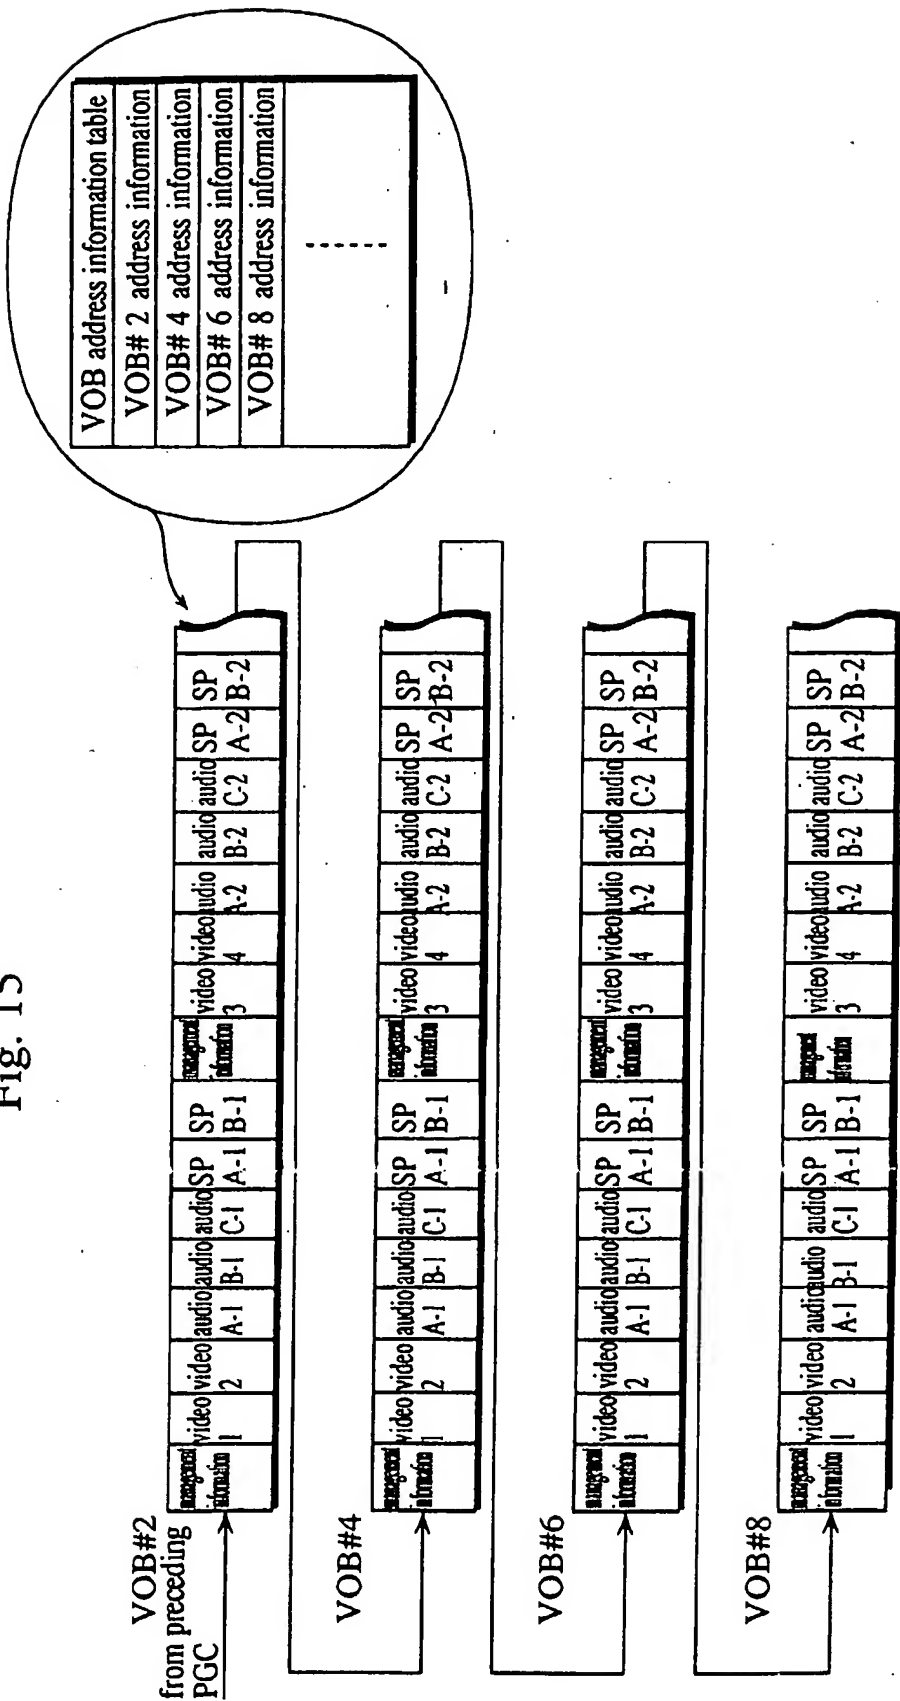 Fig. 15
VOB address information table
VOB# 2 address information
VOB# 4 address information
VOB# 6 address information
VOB# 8 address information
VOB#2
from preceding
PGC
management information
video 1
video 2
audio A-1
audio B-1
audio C-1
SP A-1
SP B-1
management information
video 3
video 4
audio A-2
audio B-2
audio C-2
SP A-2
SP B-2
VOB#4
management information
video 1
video 2
audio A-1
audio B-1
audio C-1
SP A-1
SP B-1
management information
video 3
video 4
audio A-2
audio B-2
audio C-2
SP A-2
SP B-2
VOB#6
management information
video 1
video 2
audio A-1
audio B-1
audio C-1
SP A-1
SP B-1
management information
video 3
video 4
audio A-2
audio B-2
audio C-2
SP A-2
SP B-2
VOB#8
management information
video 1
video 2
audio A-1
audio B-1
audio C-1
SP A-1
SP B-1
management information
video 3
video 4
audio A-2
audio B-2
audio C-2
SP A-2
SP B-2